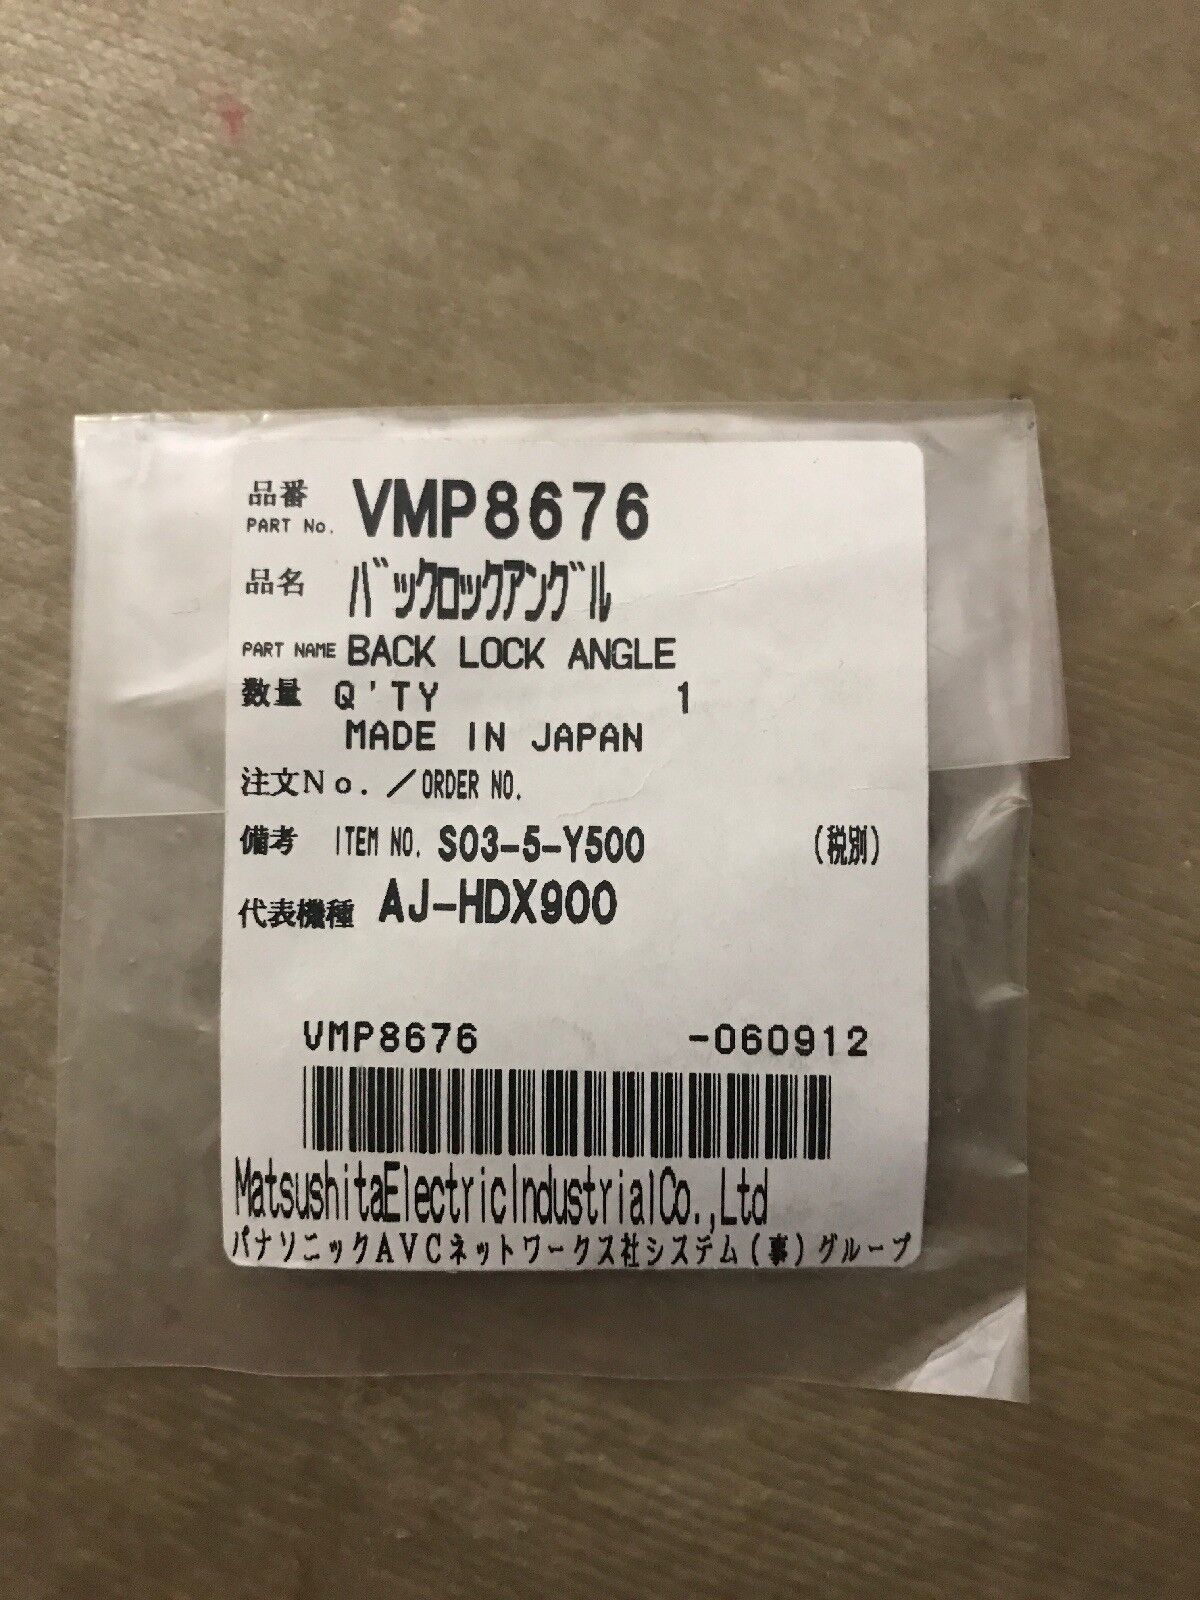 品番 VMP8676
PART No.
品名 ﾊﾞｯｸﾛｯｸｱﾝｸﾞﾙ
PART NAME BACK LOCK ANGLE
数量 Q'TY 1
MADE IN JAPAN
注文No.／ORDER NO.
備考 ITEM NO. S03-5-Y500 (税別)
代表機種 AJ-HDX900
VMP8676 -060912
MatsushitaElectricIndustrialCo.,Ltd
パナソニックAVCネットワークス社システム(事)グループ